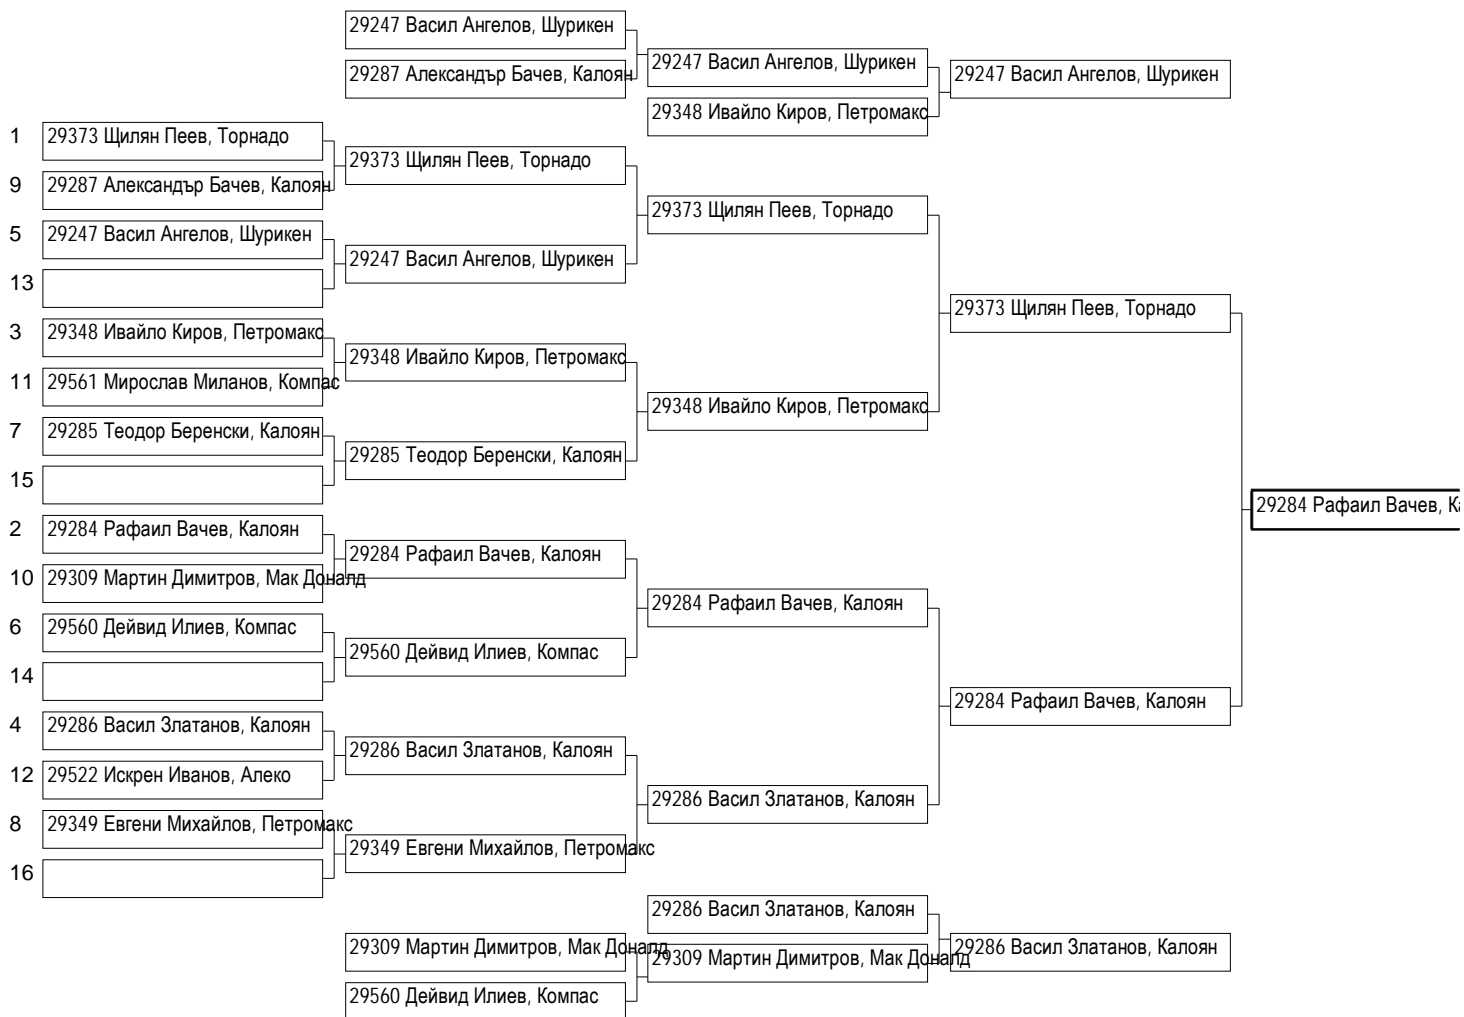 29247 Васил Ангелов, Шурикен
29287 Александър Бачев, Калоян
29247 Васил Ангелов, Шурикен
29348 Ивайло Киров, Петромакс
29247 Васил Ангелов, Шурикен
1 29373 Щилян Пеев, Торнадо
9 29287 Александър Бачев, Калоян
5 29247 Васил Ангелов, Шурикен
13
3 29348 Ивайло Киров, Петромакс
11 29561 Мирослав Миланов, Компас
7 29285 Теодор Беренски, Калоян
15
2 29284 Рафаил Вачев, Калоян
10 29309 Мартин Димитров, Мак Доналд
6 29560 Дейвид Илиев, Компас
14
4 29286 Васил Златанов, Калоян
12 29522 Искрен Иванов, Алеко
8 29349 Евгени Михайлов, Петромакс
16
29373 Щилян Пеев, Торнадо
29247 Васил Ангелов, Шурикен
29348 Ивайло Киров, Петромакс
29285 Теодор Беренски, Калоян
29284 Рафаил Вачев, Калоян
29560 Дейвид Илиев, Компас
29286 Васил Златанов, Калоян
29349 Евгени Михайлов, Петромакс
29373 Щилян Пеев, Торнадо
29348 Ивайло Киров, Петромакс
29284 Рафаил Вачев, Калоян
29286 Васил Златанов, Калоян
29373 Щилян Пеев, Торнадо
29284 Рафаил Вачев, Калоян
29284 Рафаил Вачев,
29309 Мартин Димитров, Мак Доналд
29560 Дейвид Илиев, Компас
29286 Васил Златанов, Калоян
29309 Мартин Димитров, Мак Доналд
29286 Васил Златанов, Калоян